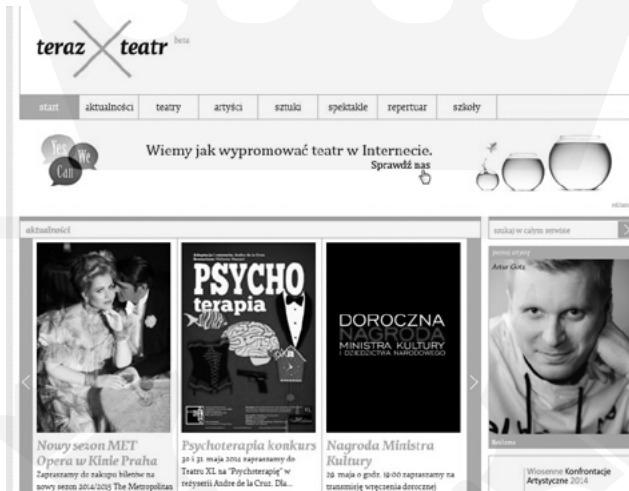 teraz teatr beta
start aktualności teatry artyści sztuki spektakle repertuar szkoły
Yes We Can
Wiemy jak wypromować teatr w Internecie.
Sprawdź nas
reklama
aktualności
szukaj w całym serwisie
Artur Gotz
PSYCHO
terapia
DOROCZNA
NAGRODA
MINISTRA KULTURY
I DZIEDZICTWA NARODOWEGO
Reklama
Nowy sezon MET
Opera w Kinie Praha
Zapraszamy do zakupu biletów na
nowy sezon 2014/2015 The Metropolitan
Psychoterapia konkurs
30 i 31 maja 2014 zapraszamy do
Teatru XL na "Psychoterapię" w
reżyserii Andre de la Cruz. Dla...
Nagroda Ministra
Kultury
29 maja o godz. 19:00 zapraszamy na
transmisję wręczenia dorocznej
Wiosenne Konfrontacje
Artystyczne 2014